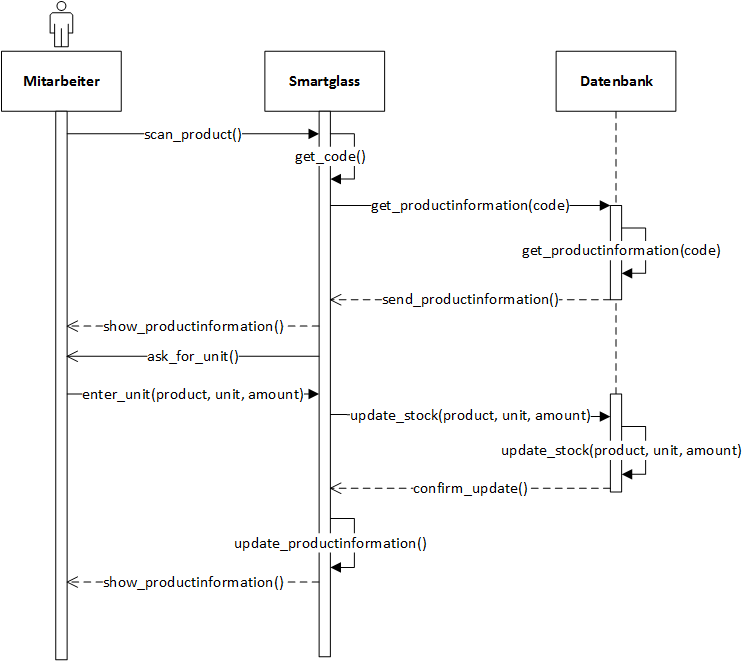 Mitarbeiter
Smartglass
Datenbank
scan_product()
get_code()
get_productinformation(code)
get_productinformation(code)
send_productinformation()
show_productinformation()
ask_for_unit()
enter_unit(product, unit, amount)
update_stock(product, unit, amount)
update_stock(product, unit, amount)
confirm_update()
update_productinformation()
show_productinformation()